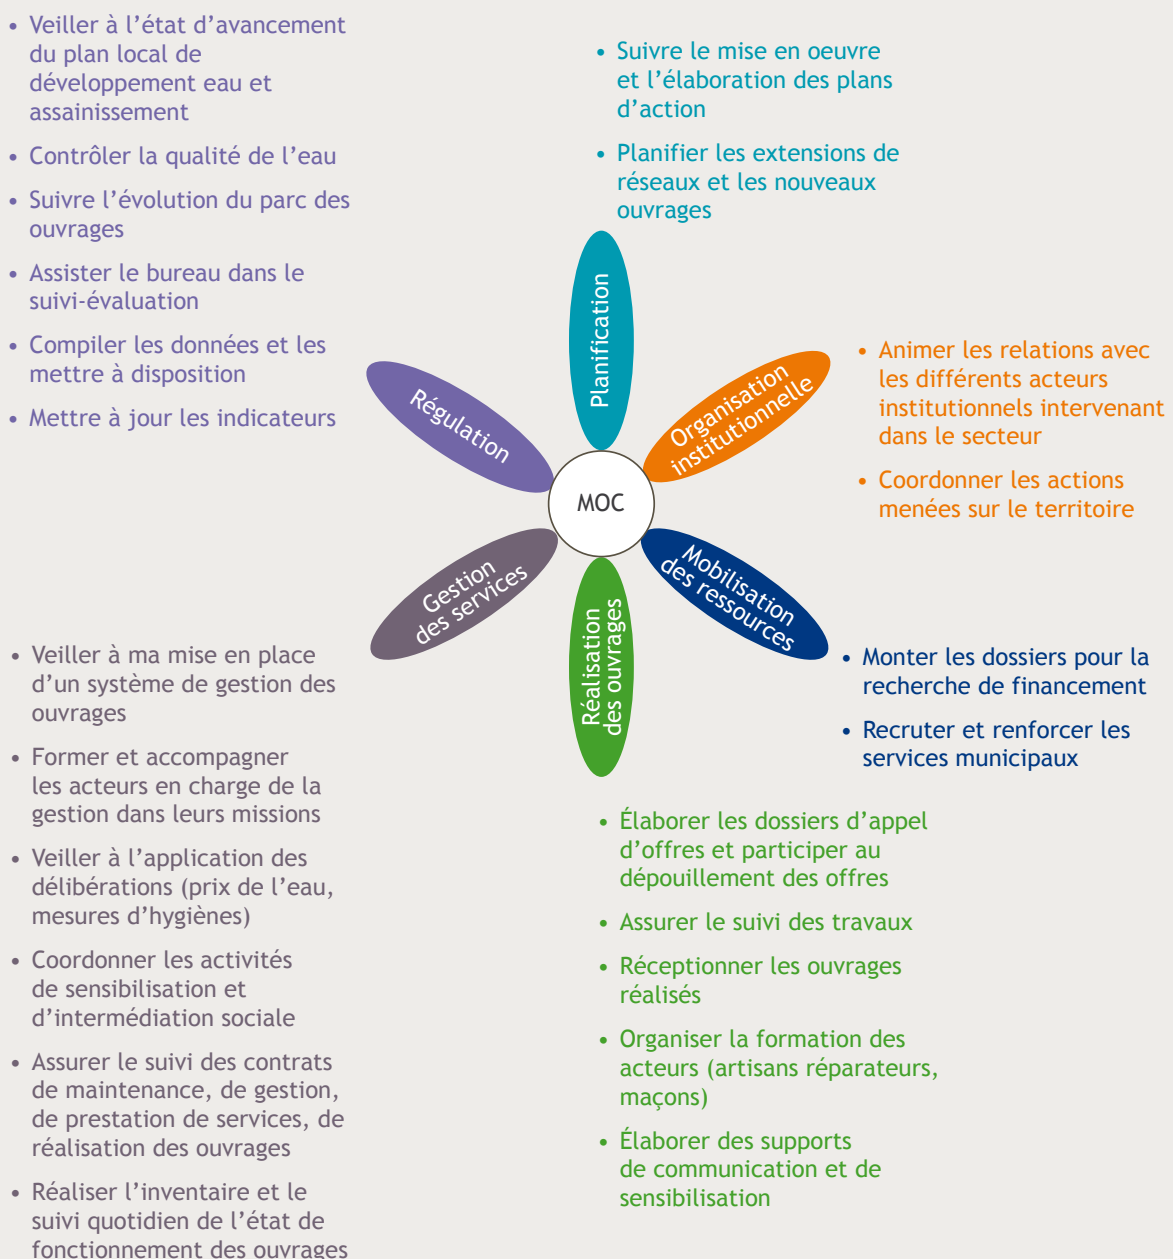 • Veiller à l’état d’avancement
du plan local de
développement eau et
assainissement
• Contrôler la qualité de l’eau
• Suivre l’évolution du parc des
ouvrages
• Assister le bureau dans le
suivi-évaluation
• Compiler les données et les
mettre à disposition
• Mettre à jour les indicateurs
• Suivre le mise en oeuvre
et l’élaboration des plans
d’action
• Planifier les extensions de
réseaux et les nouveaux
ouvrages
Planification
Régulation
Organisation
institutionnelle
• Animer les relations avec
les différents acteurs
institutionnels intervenant
dans le secteur
• Coordonner les actions
menées sur le territoire
MOC
Gestion
des services
Réalisation
des ouvrages
Mobilisation
des ressources
• Monter les dossiers pour la
recherche de financement
• Recruter et renforcer les
services municipaux
• Veiller à ma mise en place
d’un système de gestion des
ouvrages
• Former et accompagner
les acteurs en charge de la
gestion dans leurs missions
• Veiller à l’application des
délibérations (prix de l’eau,
mesures d’hygiènes)
• Coordonner les activités
de sensibilisation et
d’intermédiation sociale
• Assurer le suivi des contrats
de maintenance, de gestion,
de prestation de services, de
réalisation des ouvrages
• Réaliser l’inventaire et le
suivi quotidien de l’état de
fonctionnement des ouvrages
• Élaborer les dossiers d’appel
d’offres et participer au
dépouillement des offres
• Assurer le suivi des travaux
• Réceptionner les ouvrages
réalisés
• Organiser la formation des
acteurs (artisans réparateurs,
maçons)
• Élaborer des supports
de communication et de
sensibilisation